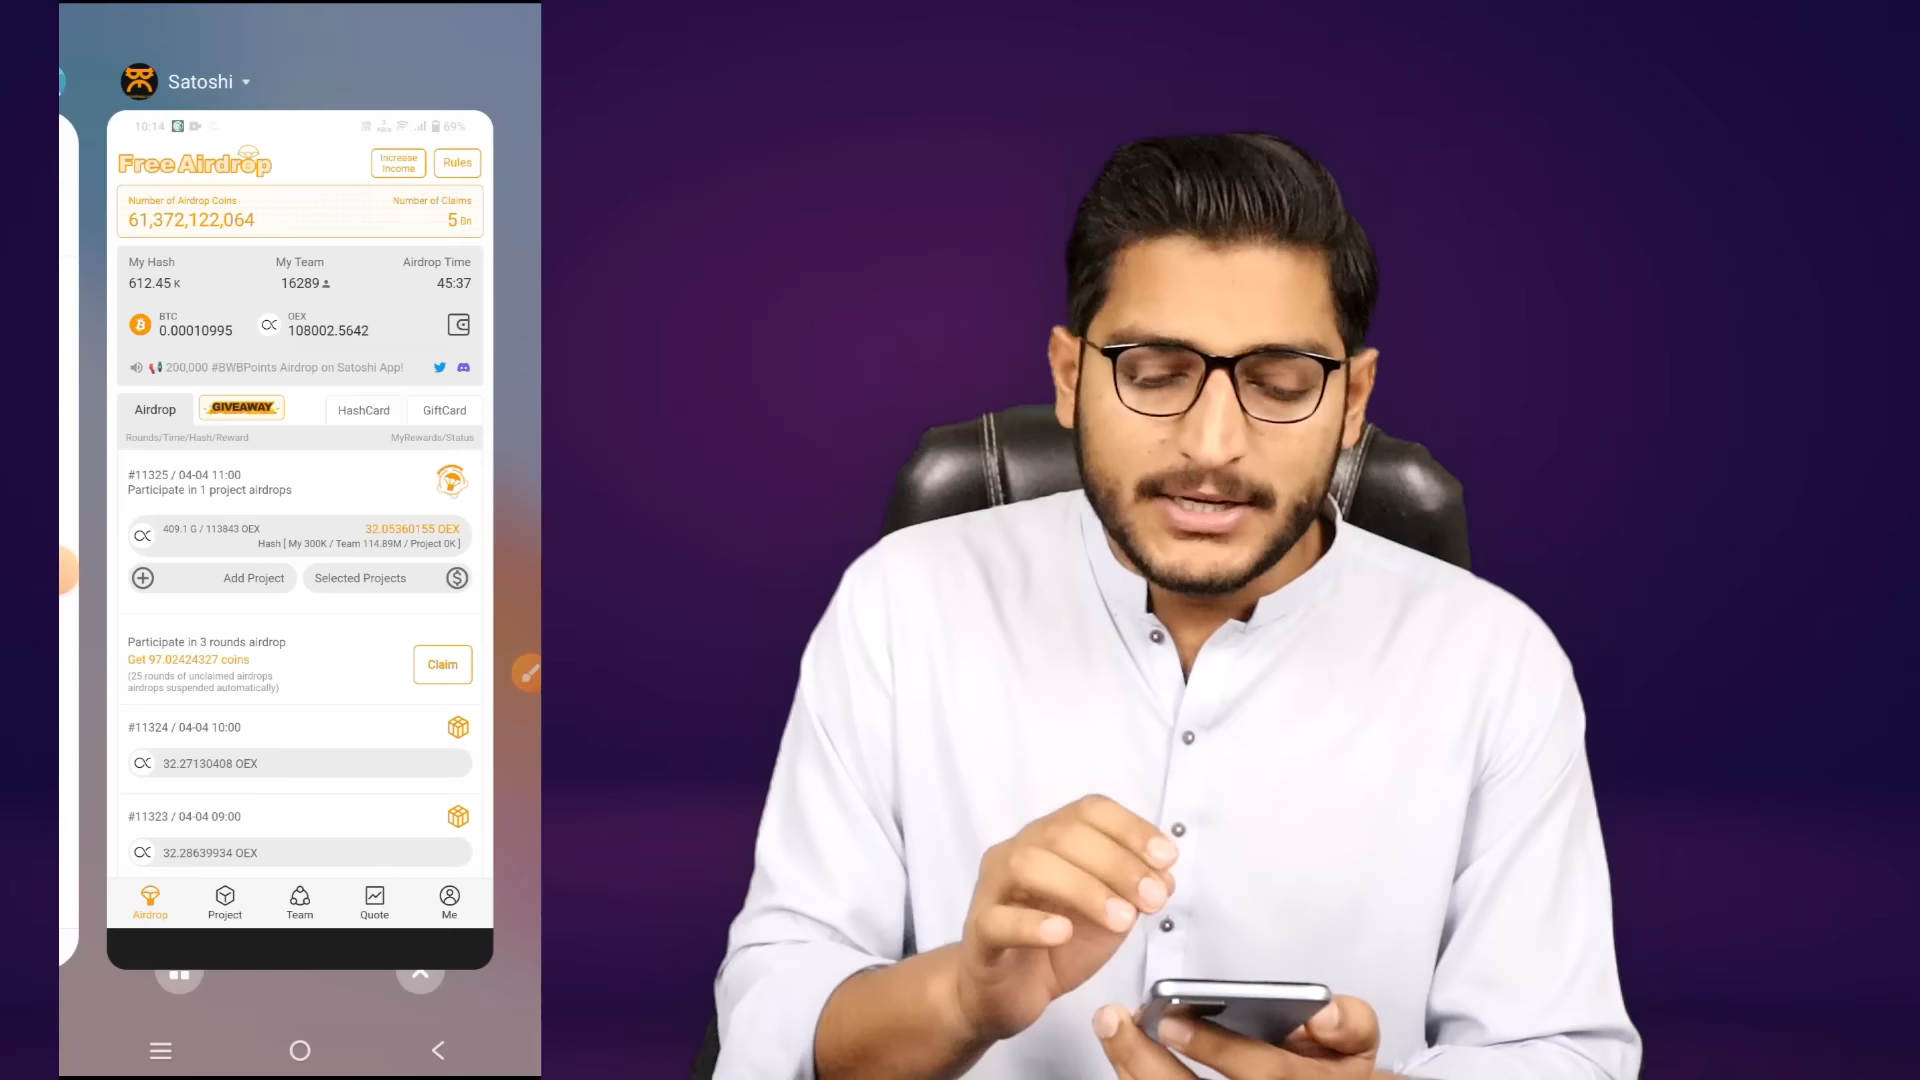 Satoshi
10:14
69%
Free Airdrop
Increase
Income
Rules
Number of Airdrop Coins
Number of Claims
61,372,122,064
5 Bn
My Hash
My Team
Airdrop Time
612.45 K
16289
45:37
BTC
0.00010995
OEX
108002.5642
200,000 #BWBPoints Airdrop on Satoshi App!
Airdrop
GIVEAWAY
HashCard
GiftCard
Rounds/Time/Hash/Reward
MyRewards/Status
#11325 / 04-04 11:00
Participate in 1 project airdrops
409.1 G / 113843 OEX
32.05360155 OEX
Hash [ My 300K / Team 114.89M / Project 0K ]
Add Project
Selected Projects
Participate in 3 rounds airdrop
Get 97.02424327 coins
(25 rounds of unclaimed airdrops
airdrops suspended automatically)
Claim
#11324 / 04-04 10:00
32.27130408 OEX
#11323 / 04-04 09:00
32.28639934 OEX
Airdrop
Project
Team
Quote
Me